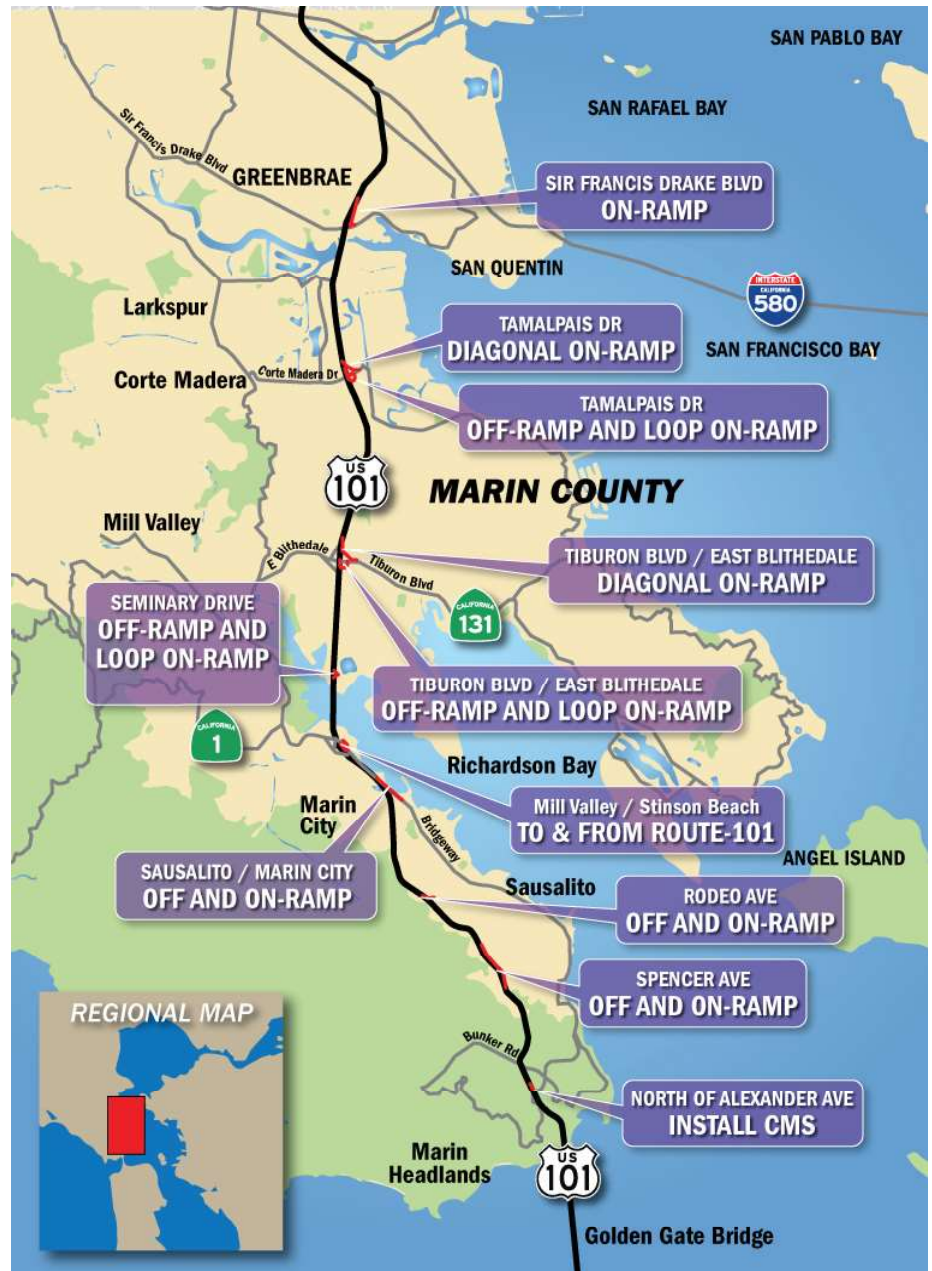 SAN PABLO BAY
SAN RAFAEL BAY
Sir Francis Drake Blvd
GREENBRAE
SIR FRANCIS DRAKE BLVD
ON-RAMP
SAN QUENTIN
INTERSTATE
CALIFORNIA
580
Larkspur
TAMALPAIS DR
DIAGONAL ON-RAMP
SAN FRANCISCO BAY
Corte Madera
Corte Madera Dr
TAMALPAIS DR
OFF-RAMP AND LOOP ON-RAMP
US
101
MARIN COUNTY
Mill Valley
E Blithedale
Tiburon Blvd
TIBURON BLVD / EAST BLITHEDALE
DIAGONAL ON-RAMP
CALIFORNIA
131
SEMINARY DRIVE
OFF-RAMP AND
LOOP ON-RAMP
TIBURON BLVD / EAST BLITHEDALE
OFF-RAMP AND LOOP ON-RAMP
CALIFORNIA
1
Richardson Bay
Marin
City
Bridgeway
Mill Valley / Stinson Beach
TO & FROM ROUTE-101
ANGEL ISLAND
SAUSALITO / MARIN CITY
OFF AND ON-RAMP
Sausalito
RODEO AVE
OFF AND ON-RAMP
SPENCER AVE
OFF AND ON-RAMP
REGIONAL MAP
Bunker Rd
NORTH OF ALEXANDER AVE
INSTALL CMS
Marin
Headlands
US
101
Golden Gate Bridge